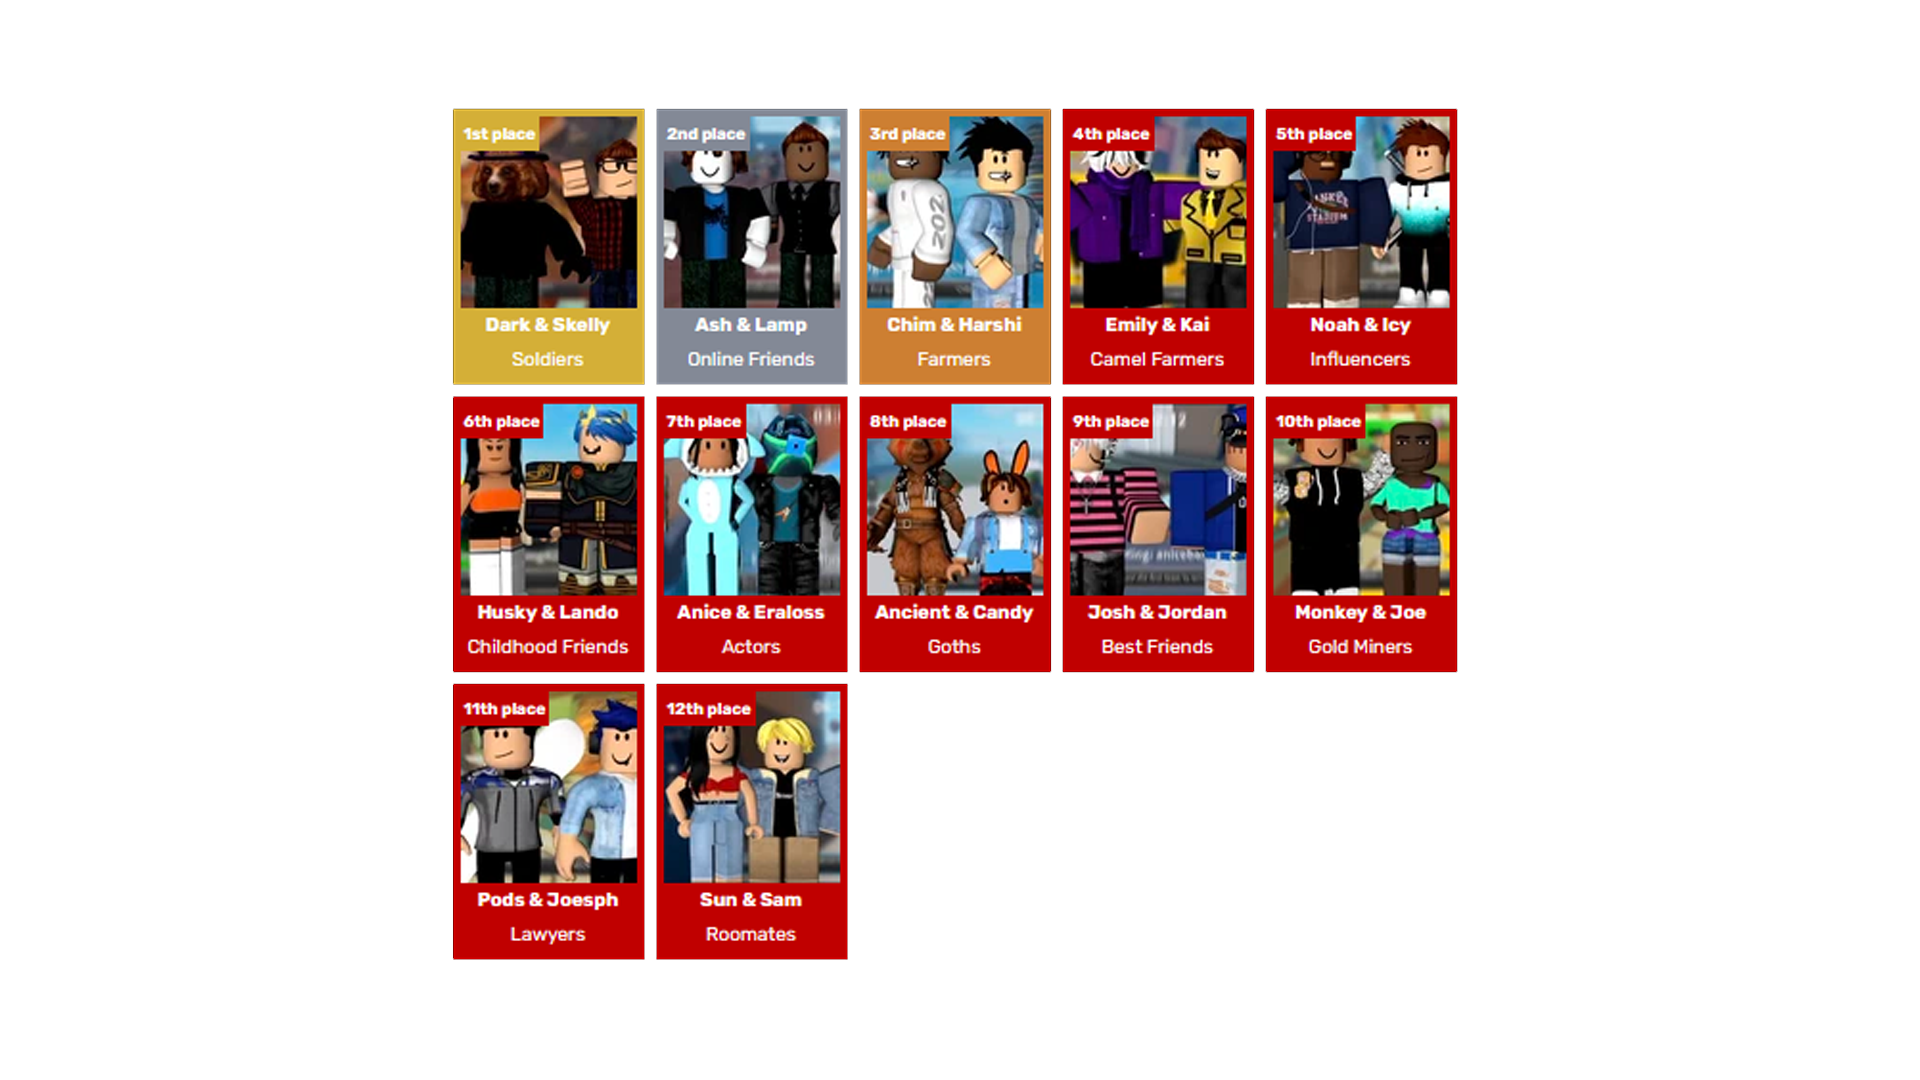 1st place
Dark & Skelly
Soldiers
2nd place
Ash & Lamp
Online Friends
3rd place
202
Chim & Harshi
Farmers
4th place
Emily & Kai
Camel Farmers
5th place
ANKEE
STADIUM
Noah & Icy
Influencers
6th place
Husky & Lando
Childhood Friends
7th place
Anice & Eraloss
Actors
8th place
Ancient & Candy
Goths
9th place
Josh & Jordan
Best Friends
10th place
Monkey & Joe
Gold Miners
11th place
Pods & Joesph
Lawyers
12th place
Sun & Sam
Roomates